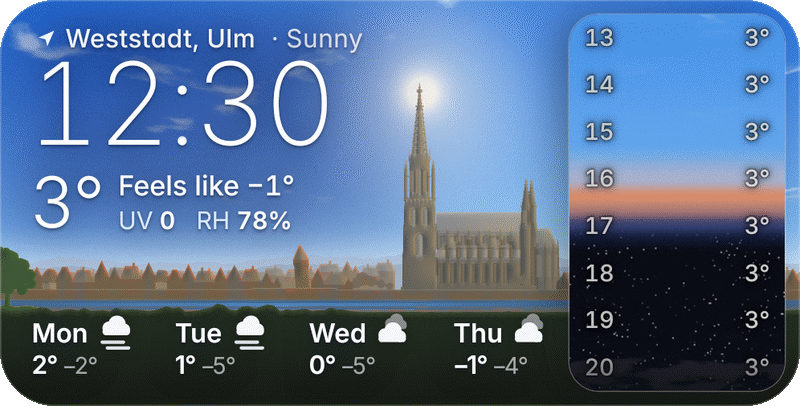 Weststadt, Ulm · Sunny
12:30
3° Feels like −1°
UV 0 RH 78%
Mon
2° −2°
Tue
1° −5°
Wed
0° −5°
Thu
−1° −4°
13 3°
14 3°
15 3°
16 3°
17 3°
18 3°
19 3°
20 3°